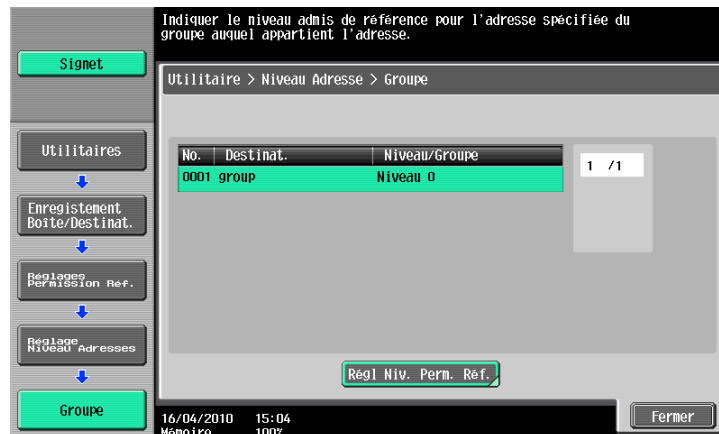 Indiquer le niveau admis de référence pour l'adresse spécifiée du
groupe auquel appartient l'adresse.
Signet
Utilitaire > Niveau Adresse > Groupe
Utilitaires
Enregistement
Boîte/Destinat.
Réglages
Permission Réf.
Réglage
Niveau Adresses
Groupe
No. Destinat. Niveau/Groupe
0001 group Niveau 0
1 /1
Régl Niv. Perm. Réf.
16/04/2010 15:04
Mémoire 100%
Fermer